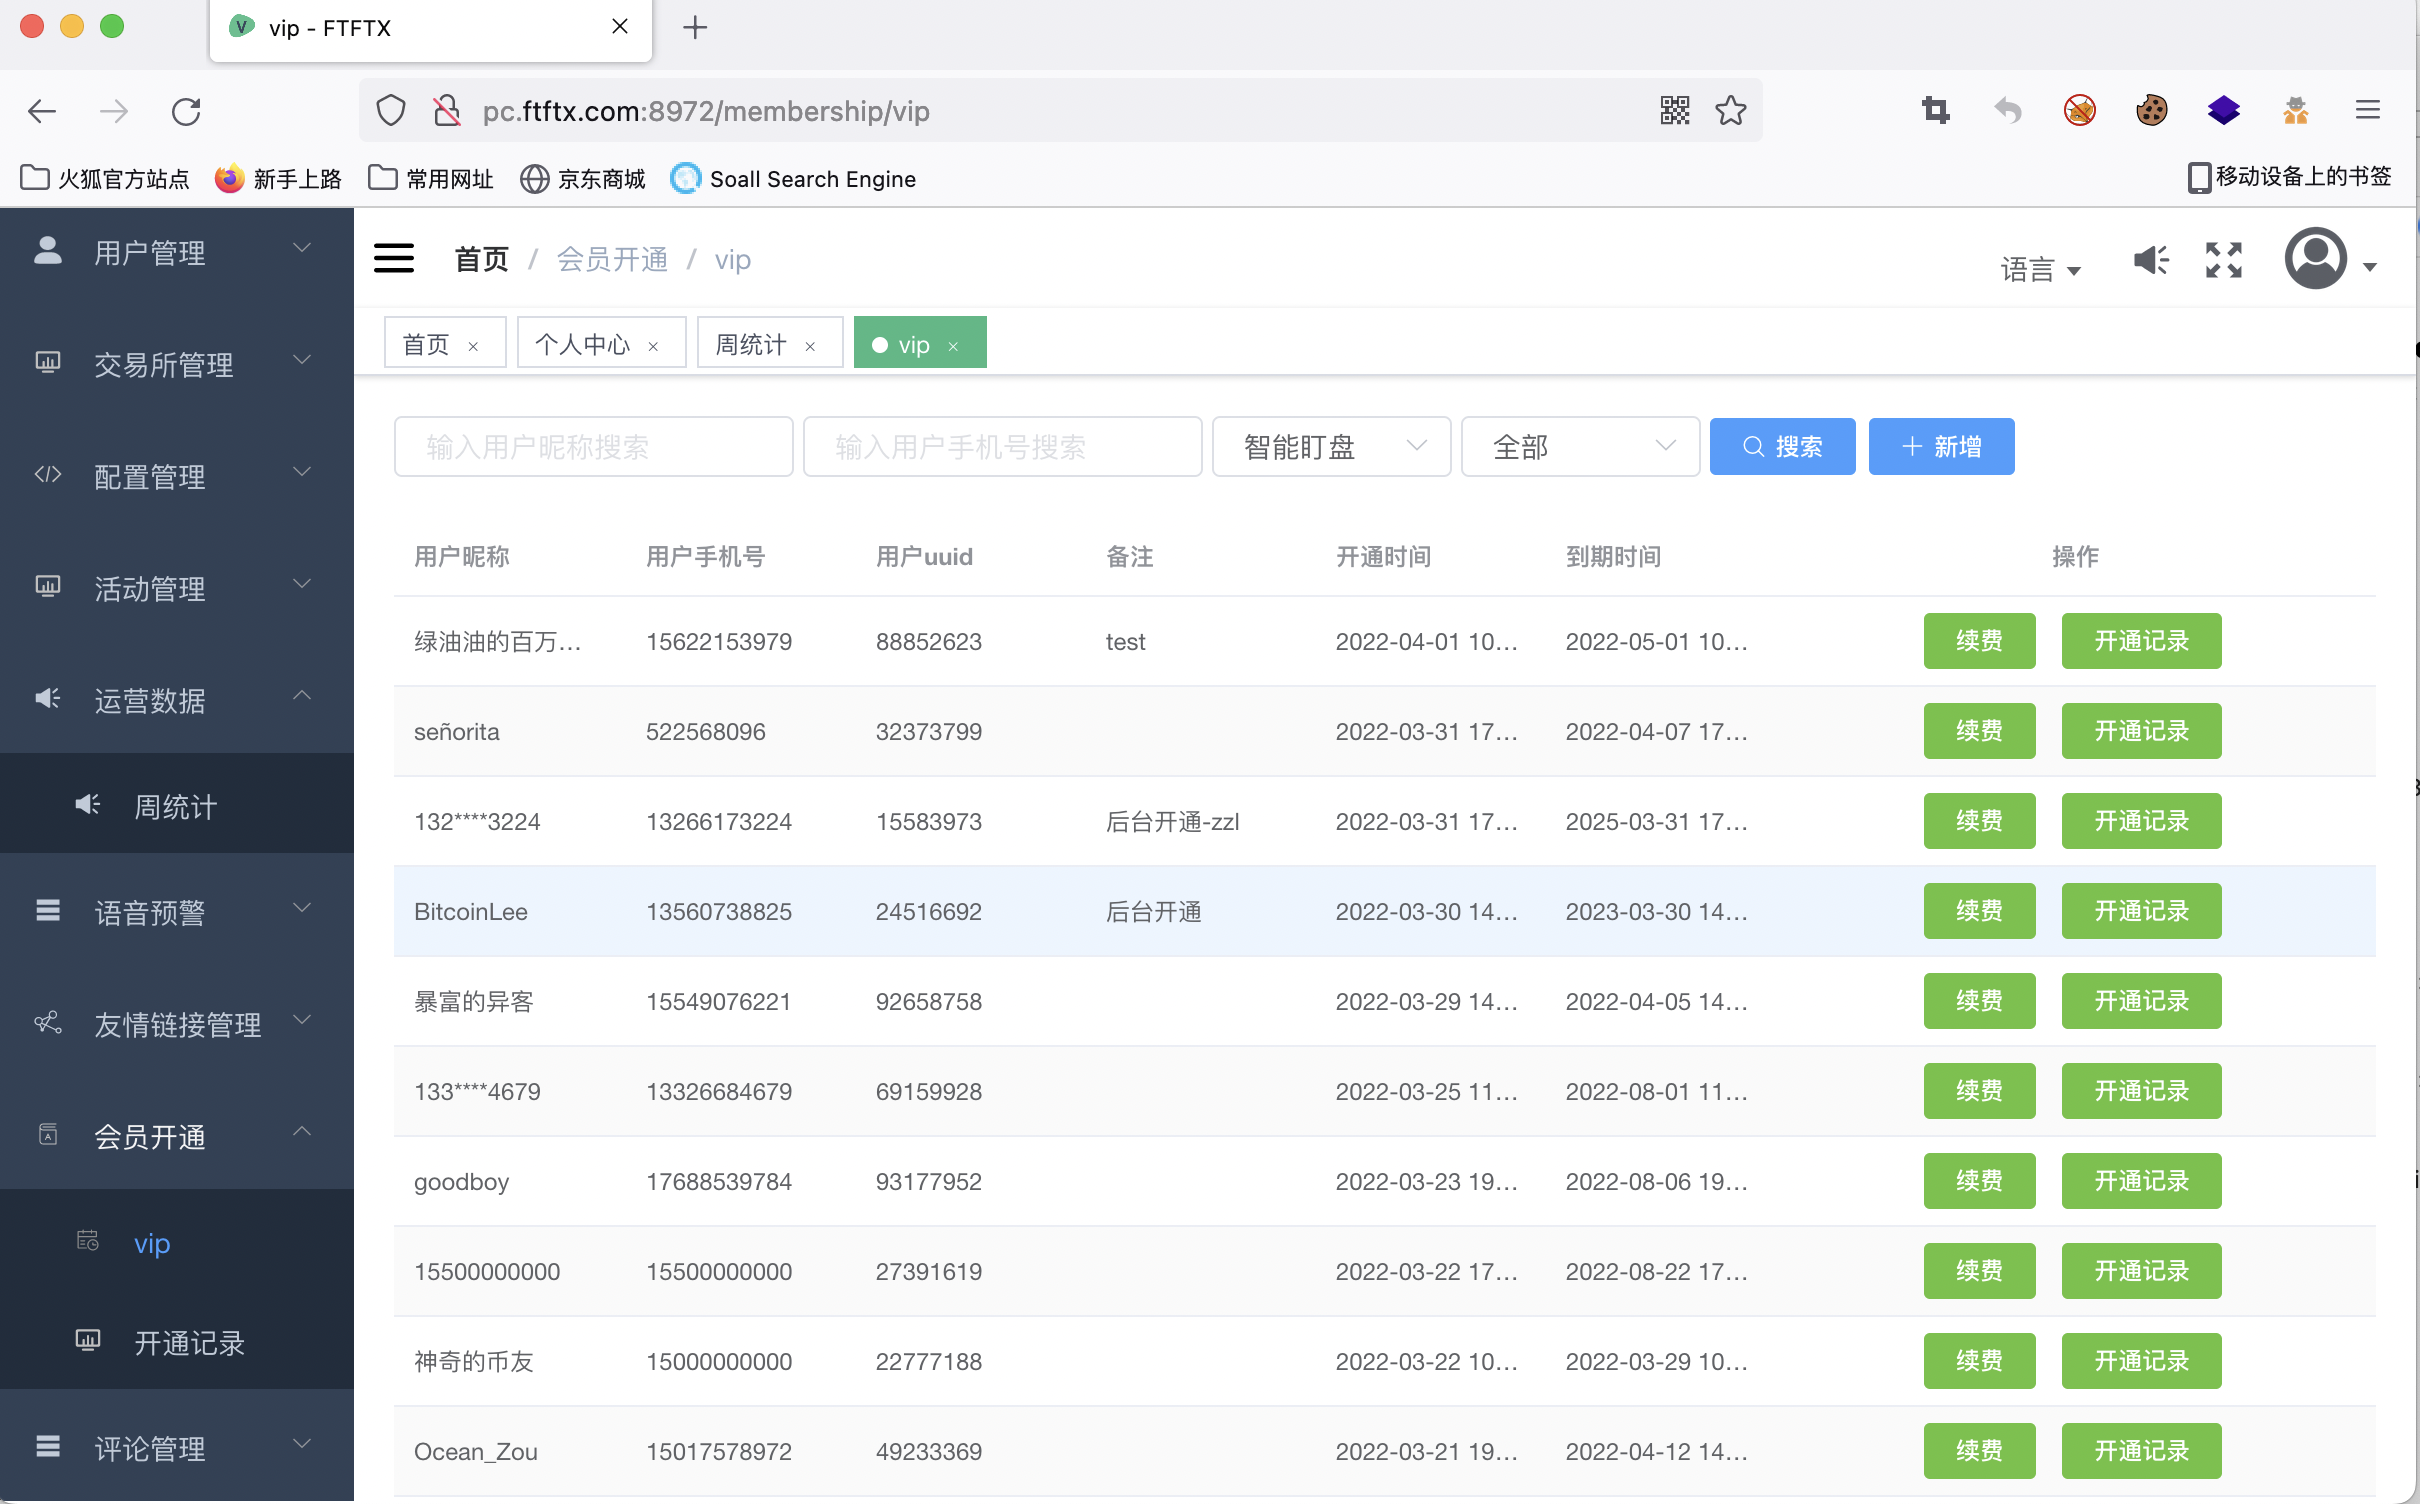 vip - FTFTX
pc.ftftx.com:8972/membership/vip
火狐官方站点 新手上路 常用网址 京东商城 Soall Search Engine 移动设备上的书签
用户管理
交易所管理
配置管理
活动管理
运营数据
周统计
语音预警
友情链接管理
会员开通
vip
开通记录
评论管理
首页 / 会员开通 / vip 语言
首页 × 个人中心 × 周统计 × vip ×
输入用户昵称搜索 输入用户手机号搜索 智能盯盘 全部 搜索 新增
用户昵称 用户手机号 用户uuid 备注 开通时间 到期时间 操作
绿油油的百万… 15622153979 88852623 test 2022-04-01 10… 2022-05-01 10… 续费 开通记录
señorita 522568096 32373799 2022-03-31 17… 2022-04-07 17… 续费 开通记录
132****3224 13266173224 15583973 后台开通-zzl 2022-03-31 17… 2025-03-31 17… 续费 开通记录
BitcoinLee 13560738825 24516692 后台开通 2022-03-30 14… 2023-03-30 14… 续费 开通记录
暴富的异客 15549076221 92658758 2022-03-29 14… 2022-04-05 14… 续费 开通记录
133****4679 13326684679 69159928 2022-03-25 11… 2022-08-01 11… 续费 开通记录
goodboy 17688539784 93177952 2022-03-23 19… 2022-08-06 19… 续费 开通记录
15500000000 15500000000 27391619 2022-03-22 17… 2022-08-22 17… 续费 开通记录
神奇的币友 15000000000 22777188 2022-03-22 10… 2022-03-29 10… 续费 开通记录
Ocean_Zou 15017578972 49233369 2022-03-21 19… 2022-04-12 14… 续费 开通记录